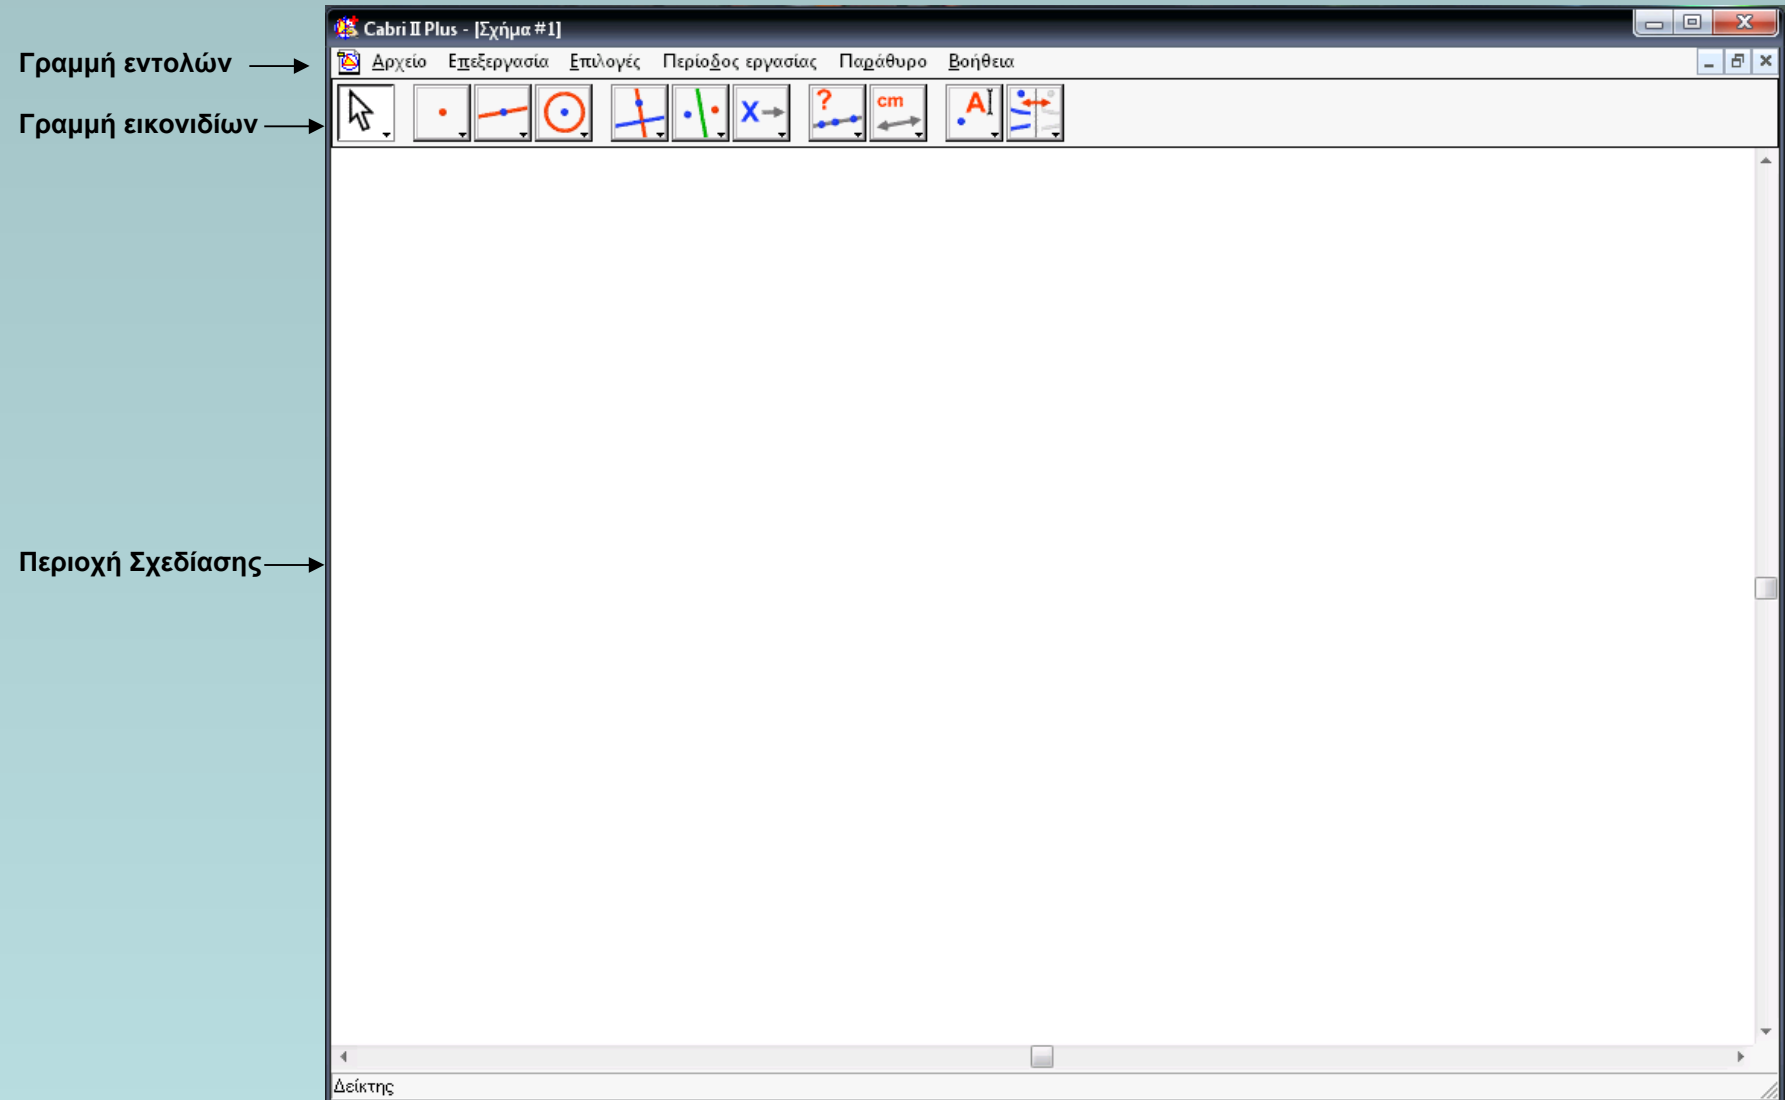 Cabri II Plus - [Σχήμα #1]
Γραμμή εντολών
Αρχείο Επεξεργασία Επιλογές Περίοδος εργασίας Παράθυρο Βοήθεια
Γραμμή εικονιδίων
X ? cm A
Περιοχή Σχεδίασης
Δείκτης